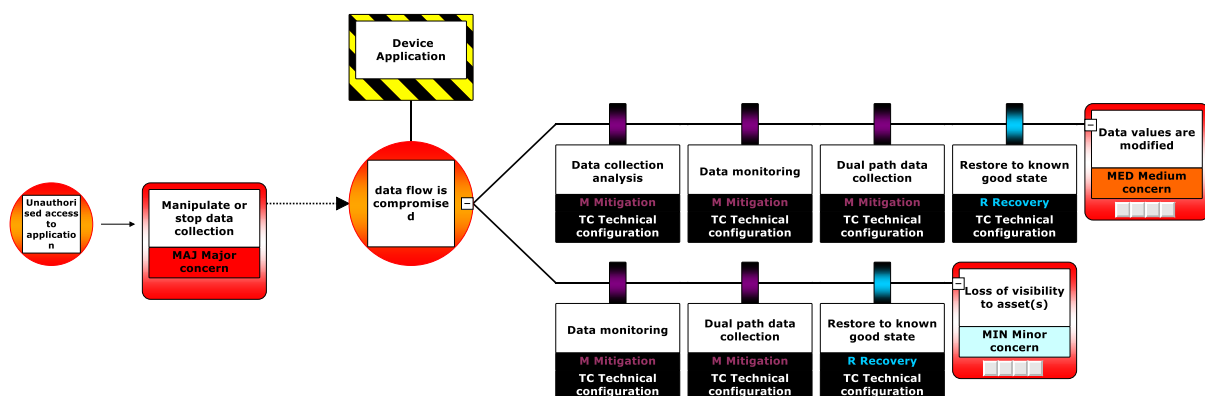 Device
Application
Unauthori
sed access
to
applicatio
n
Manipulate or
stop data
collection
MAJ Major
concern
data flow is
compromise
d
Data collection
analysis
M Mitigation
TC Technical
configuration
Data monitoring
M Mitigation
TC Technical
configuration
Dual path data
collection
M Mitigation
TC Technical
configuration
Restore to known
good state
R Recovery
TC Technical
configuration
Data values are
modified
MED Medium
concern
Data monitoring
M Mitigation
TC Technical
configuration
Dual path data
collection
M Mitigation
TC Technical
configuration
Restore to known
good state
R Recovery
TC Technical
configuration
Loss of visibility
to asset(s)
MIN Minor
concern